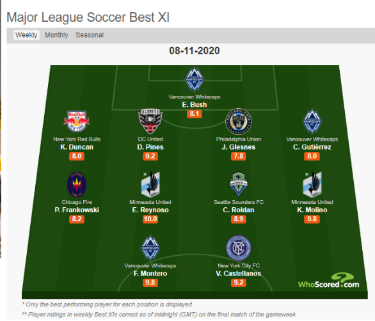 Major League Soccer Best XI
Weekly Monthly Seasonal
08-11-2020
Vancouver Whitecaps
E. Bush
8.1
New York Red Bulls
K. Duncan
8.0
DC United
D. Pines
9.2
Philadelphia Union
J. Glesnes
7.8
Vancouver Whitecaps
C. Gutiérrez
8.0
Chicago Fire
P. Frankowski
8.2
Minnesota United
E. Reynoso
10.0
Seattle Sounders FC
C. Roldan
8.9
Minnesota United
K. Molino
9.8
Vancouver Whitecaps
F. Montero
9.8
New York City FC
V. Castellanos
9.2
WhoScored.com
* Only the best performing player for each position is displayed
** Player ratings in weekly Best XIs correct as of midnight (GMT) on the final match of the gameweek